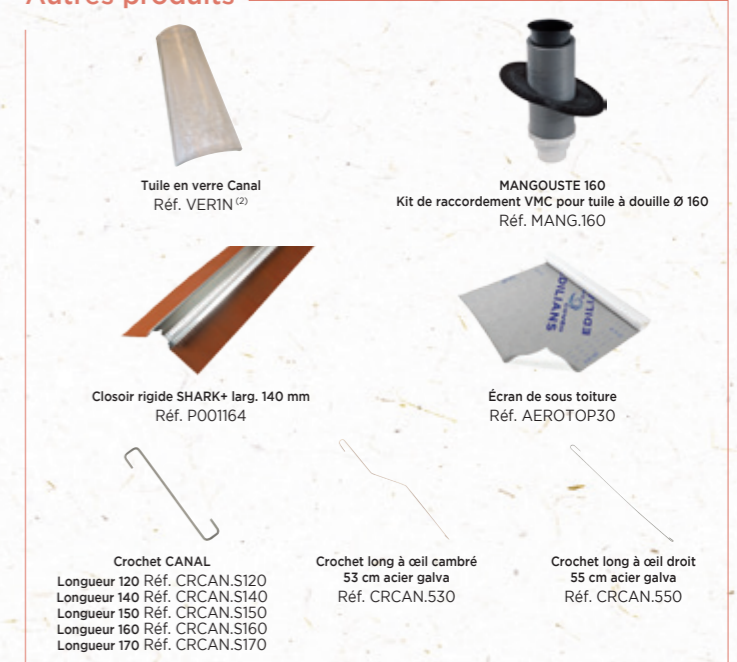 Autres produits
Tuile en verre Canal
Réf. VER1N (2)
MANGOUSTE 160
Kit de raccordement VMC pour tuile à douille Ø 160
Réf. MANG.160
Closoir rigide SHARK+ larg. 140 mm
Réf. P001164
EDILIANS
Écran de sous toiture
Réf. AEROTOP30
Crochet CANAL
Longueur 120 Réf. CRCAN.S120
Longueur 140 Réf. CRCAN.S140
Longueur 150 Réf. CRCAN.S150
Longueur 160 Réf. CRCAN.S160
Longueur 170 Réf. CRCAN.S170
Crochet long à œil cambré
53 cm acier galva
Réf. CRCAN.530
Crochet long à œil droit
55 cm acier galva
Réf. CRCAN.550